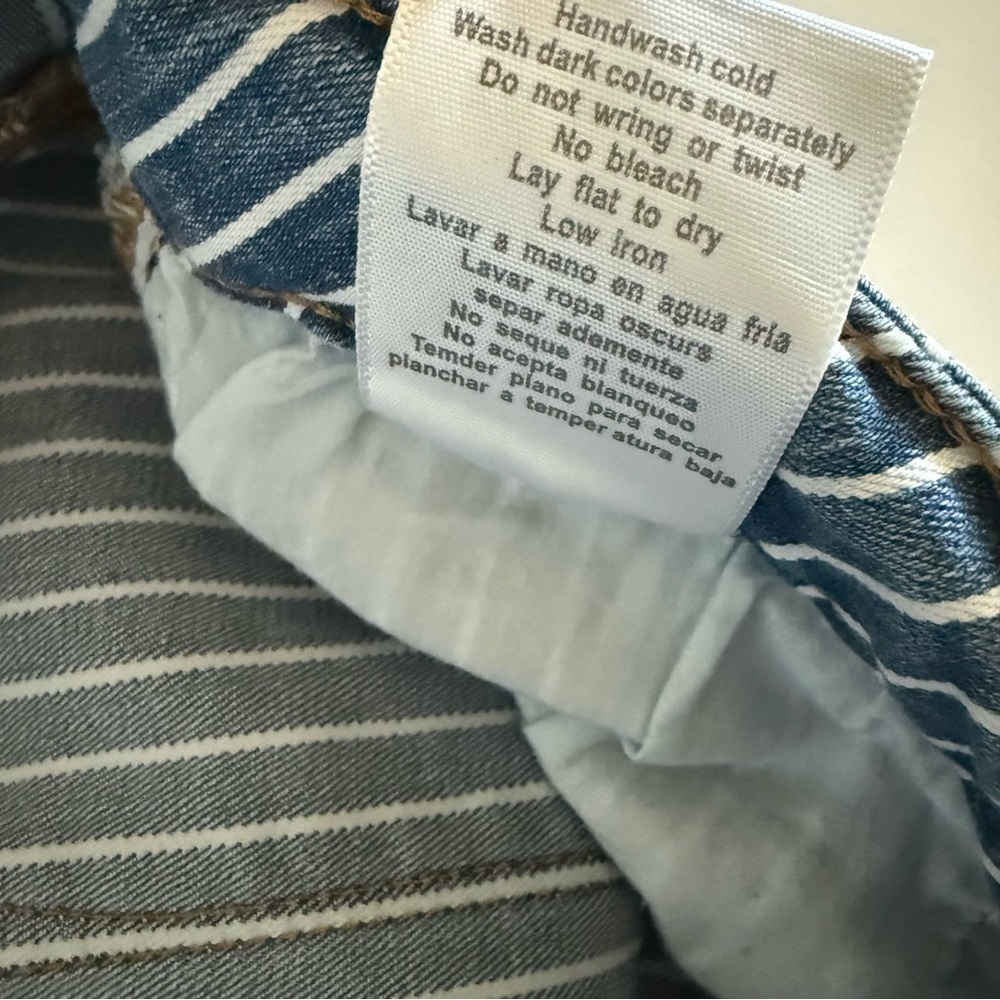 Handwash cold
Wash dark colors separately
Do not wring or twist
No bleach
Lay flat to dry
Low iron
Lavar a mano en agua fria
Lavar ropa oscurs
separ ademente
No seque ni tuerza
No acepta blanqueo
Temder plano para secar
planchar a temper atura baja